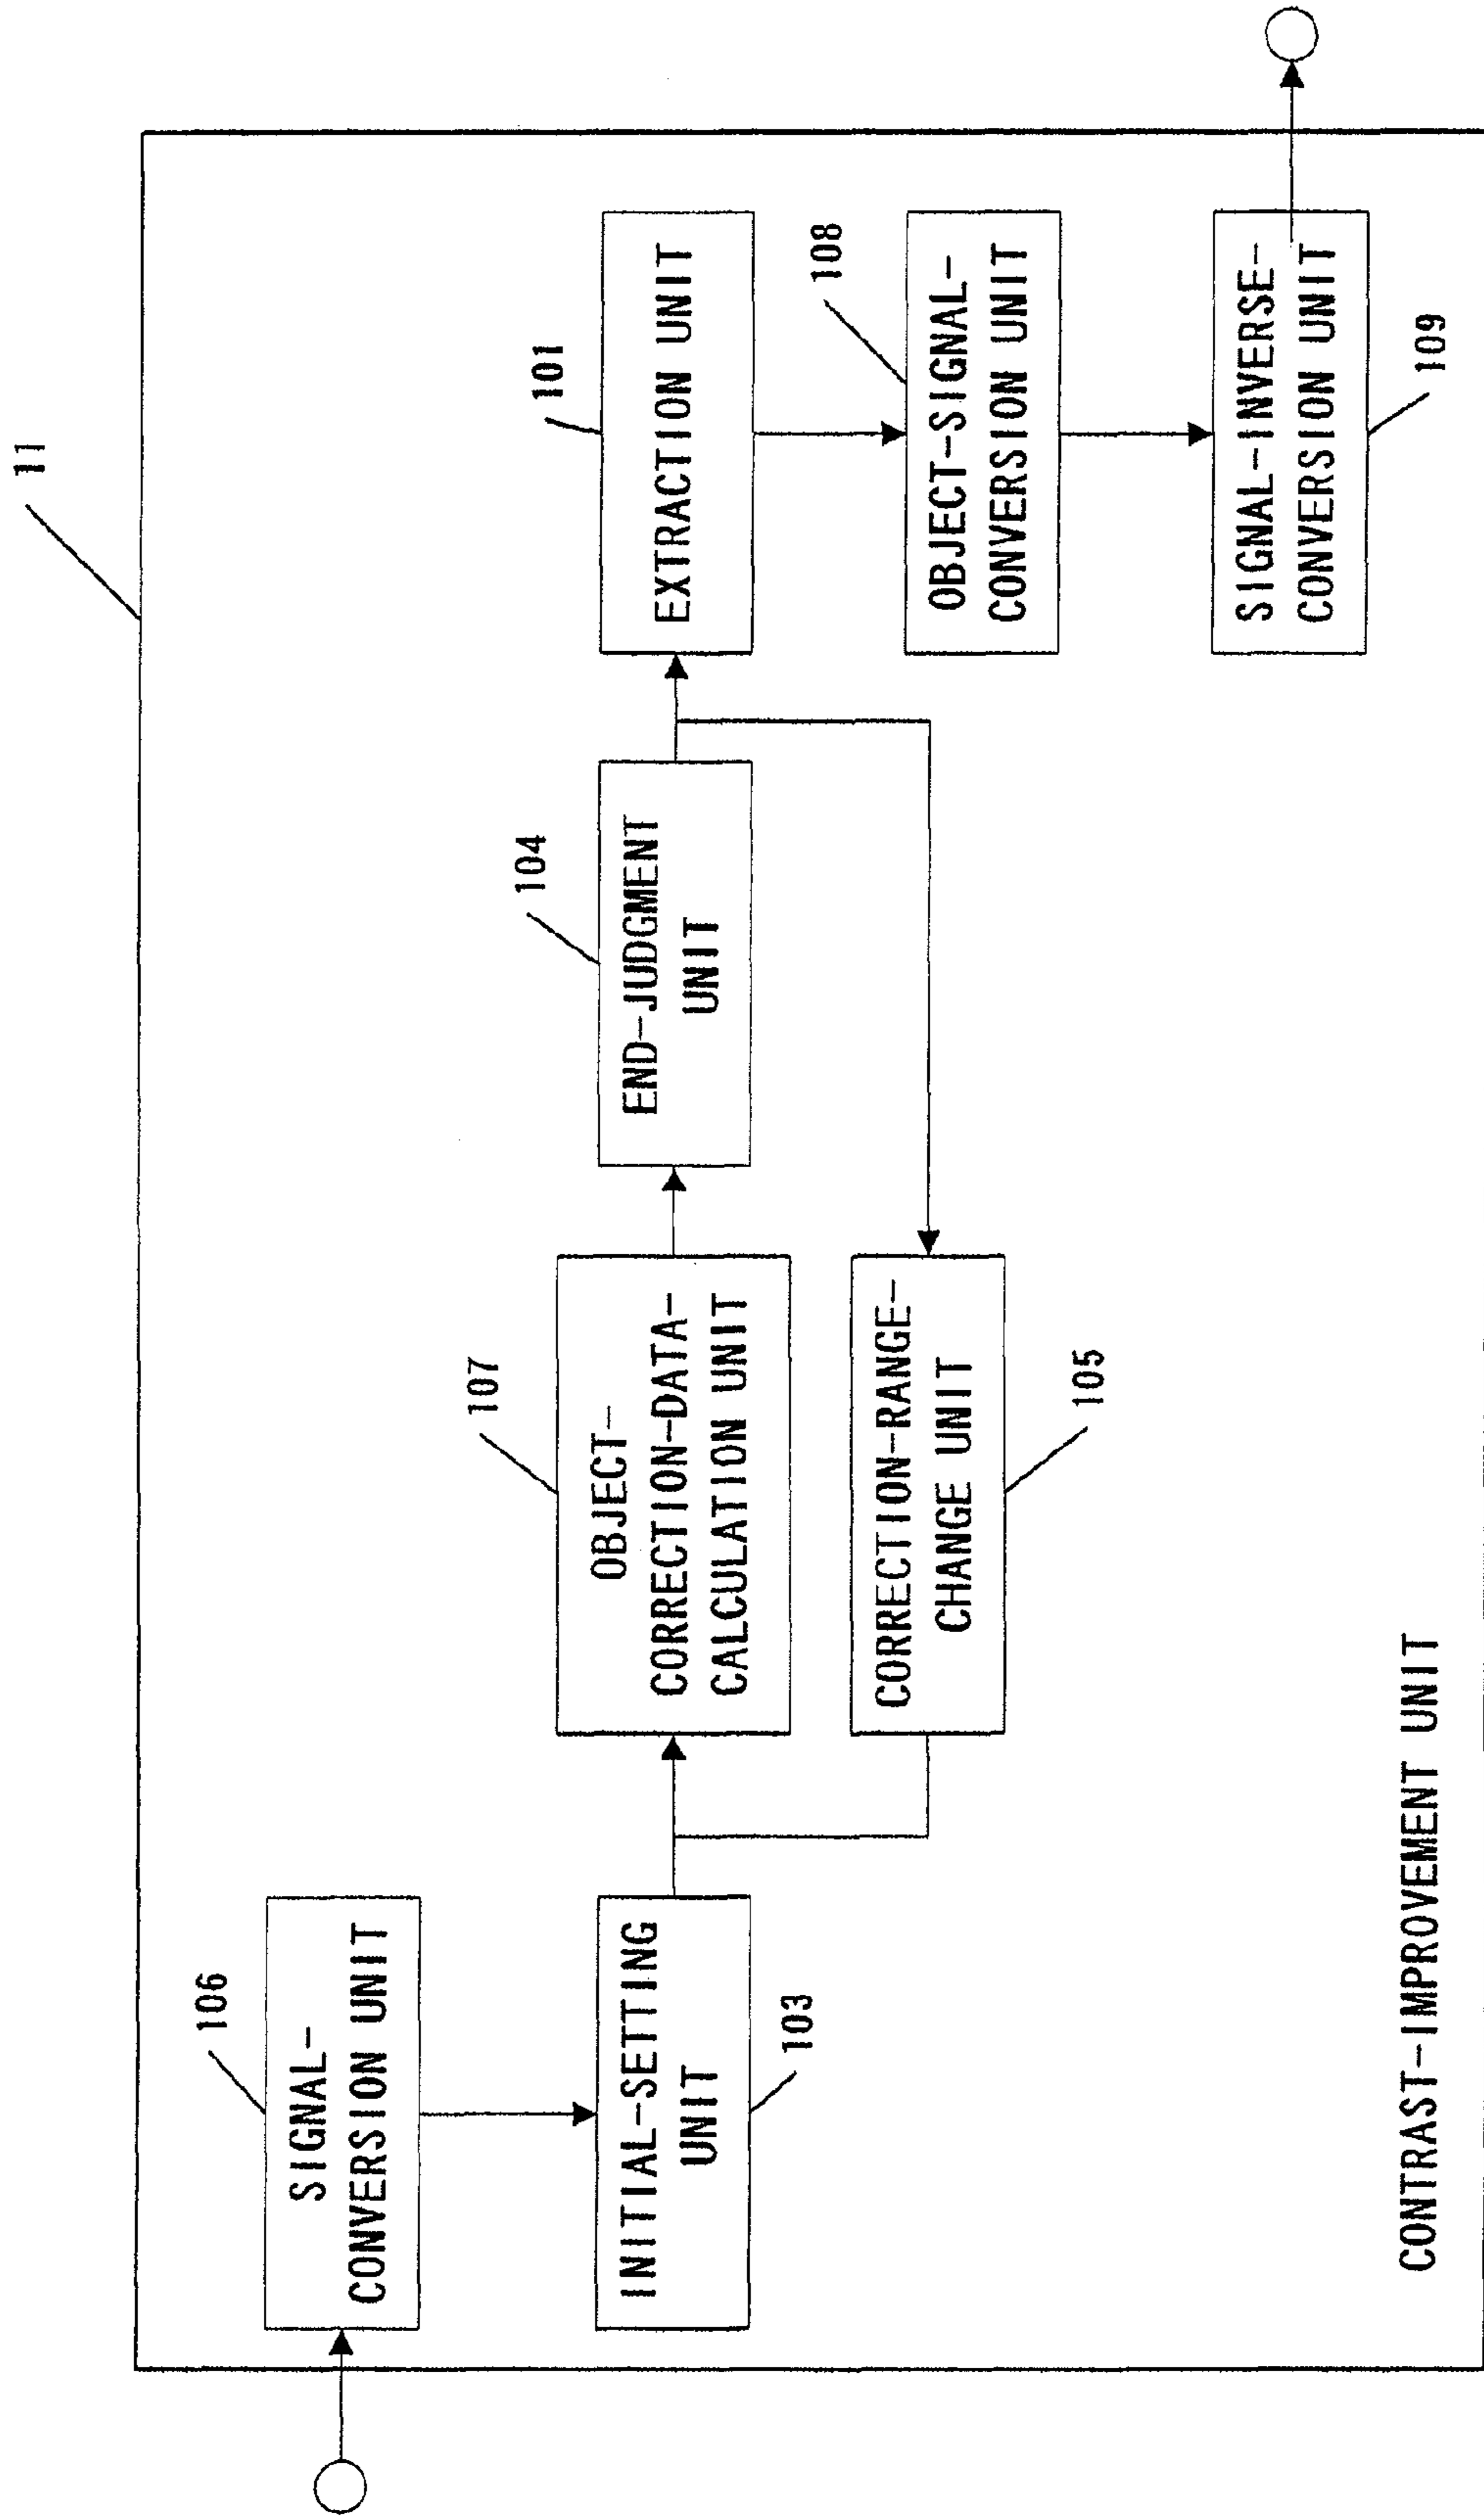 11
106
SIGNAL-
CONVERSION UNIT
INITIAL-SETTING
UNIT
103
107
OBJECT-
CORRECTION-DATA-
CALCULATION UNIT
CORRECTION-RANGE-
CHANGE UNIT
105
104
END-JUDGMENT
UNIT
101
EXTRACTION UNIT
108
OBJECT-SIGNAL-
CONVERSION UNIT
SIGNAL-INVERSE-
CONVERSION UNIT
109
CONTRAST-IMPROVEMENT UNIT